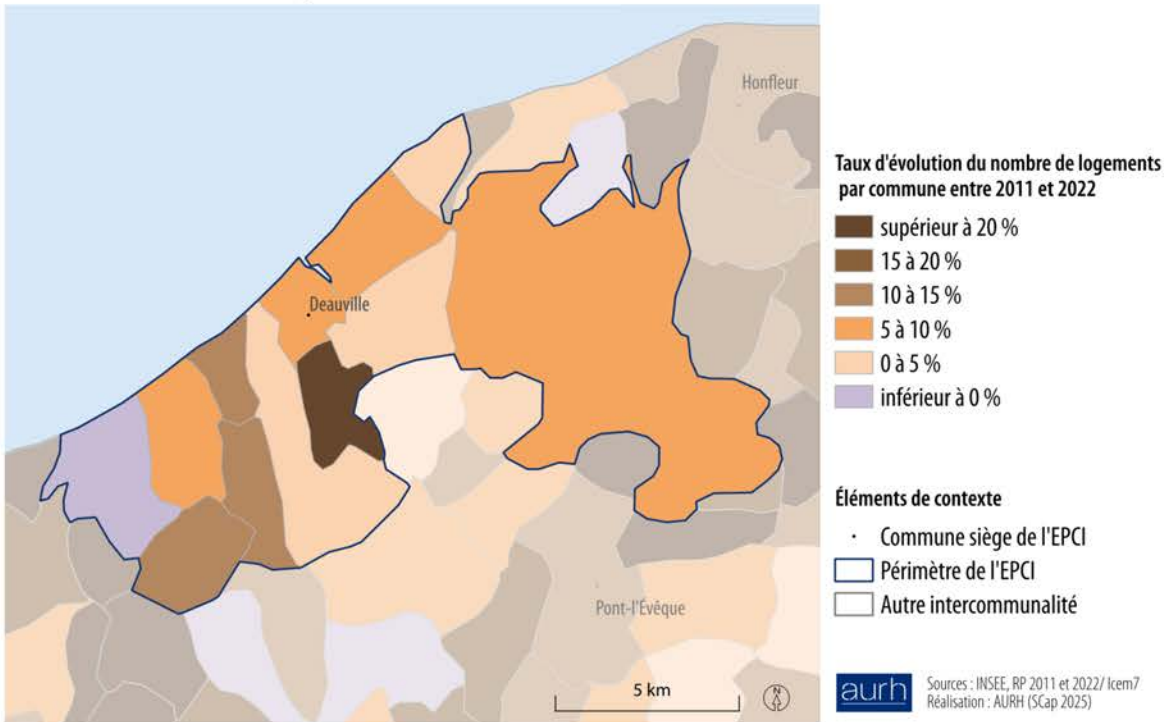 Honfleur
Deauville
Pont-l'Évêque
5 km
N
Taux d'évolution du nombre de logements
par commune entre 2011 et 2022
supérieur à 20 %
15 à 20 %
10 à 15 %
5 à 10 %
0 à 5 %
inférieur à 0 %
Éléments de contexte
Commune siège de l'EPCI
Périmètre de l'EPCI
Autre intercommunalité
aurh
Sources : INSEE, RP 2011 et 2022/ Icem7
Réalisation : AURH (SCap 2025)